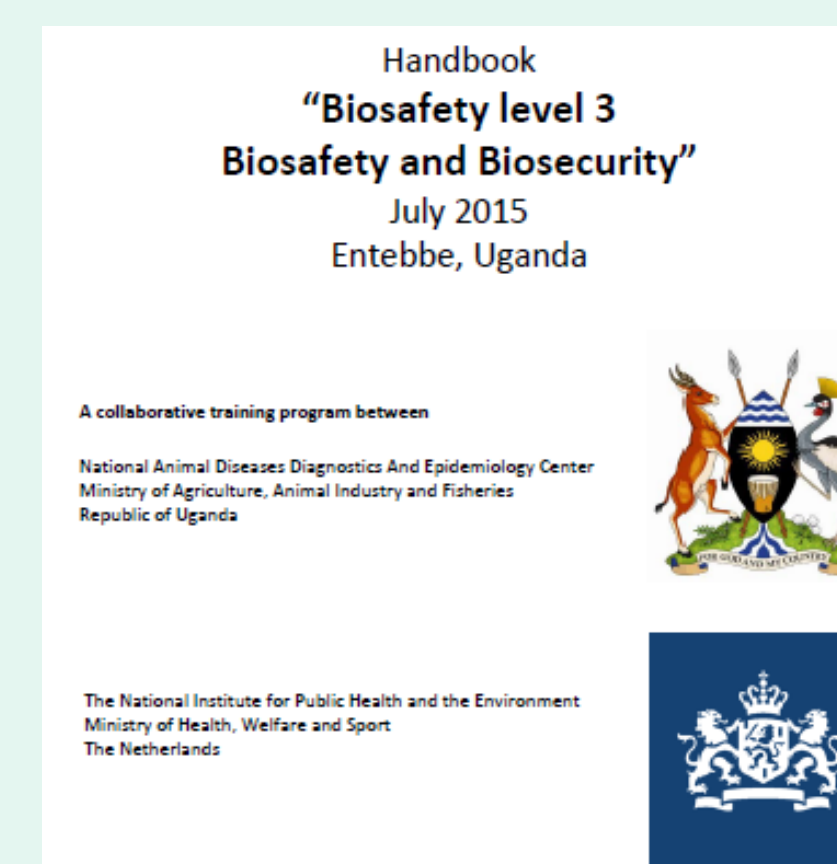 Handbook
“Biosafety level 3
Biosafety and Biosecurity”
July 2015
Entebbe, Uganda
A collaborative training program between
National Animal Diseases Diagnostics And Epidemiology Center
Ministry of Agriculture, Animal Industry and Fisheries
Republic of Uganda
FOR GOD AND MY COUNTRY
The National Institute for Public Health and the Environment
Ministry of Health, Welfare and Sport
The Netherlands